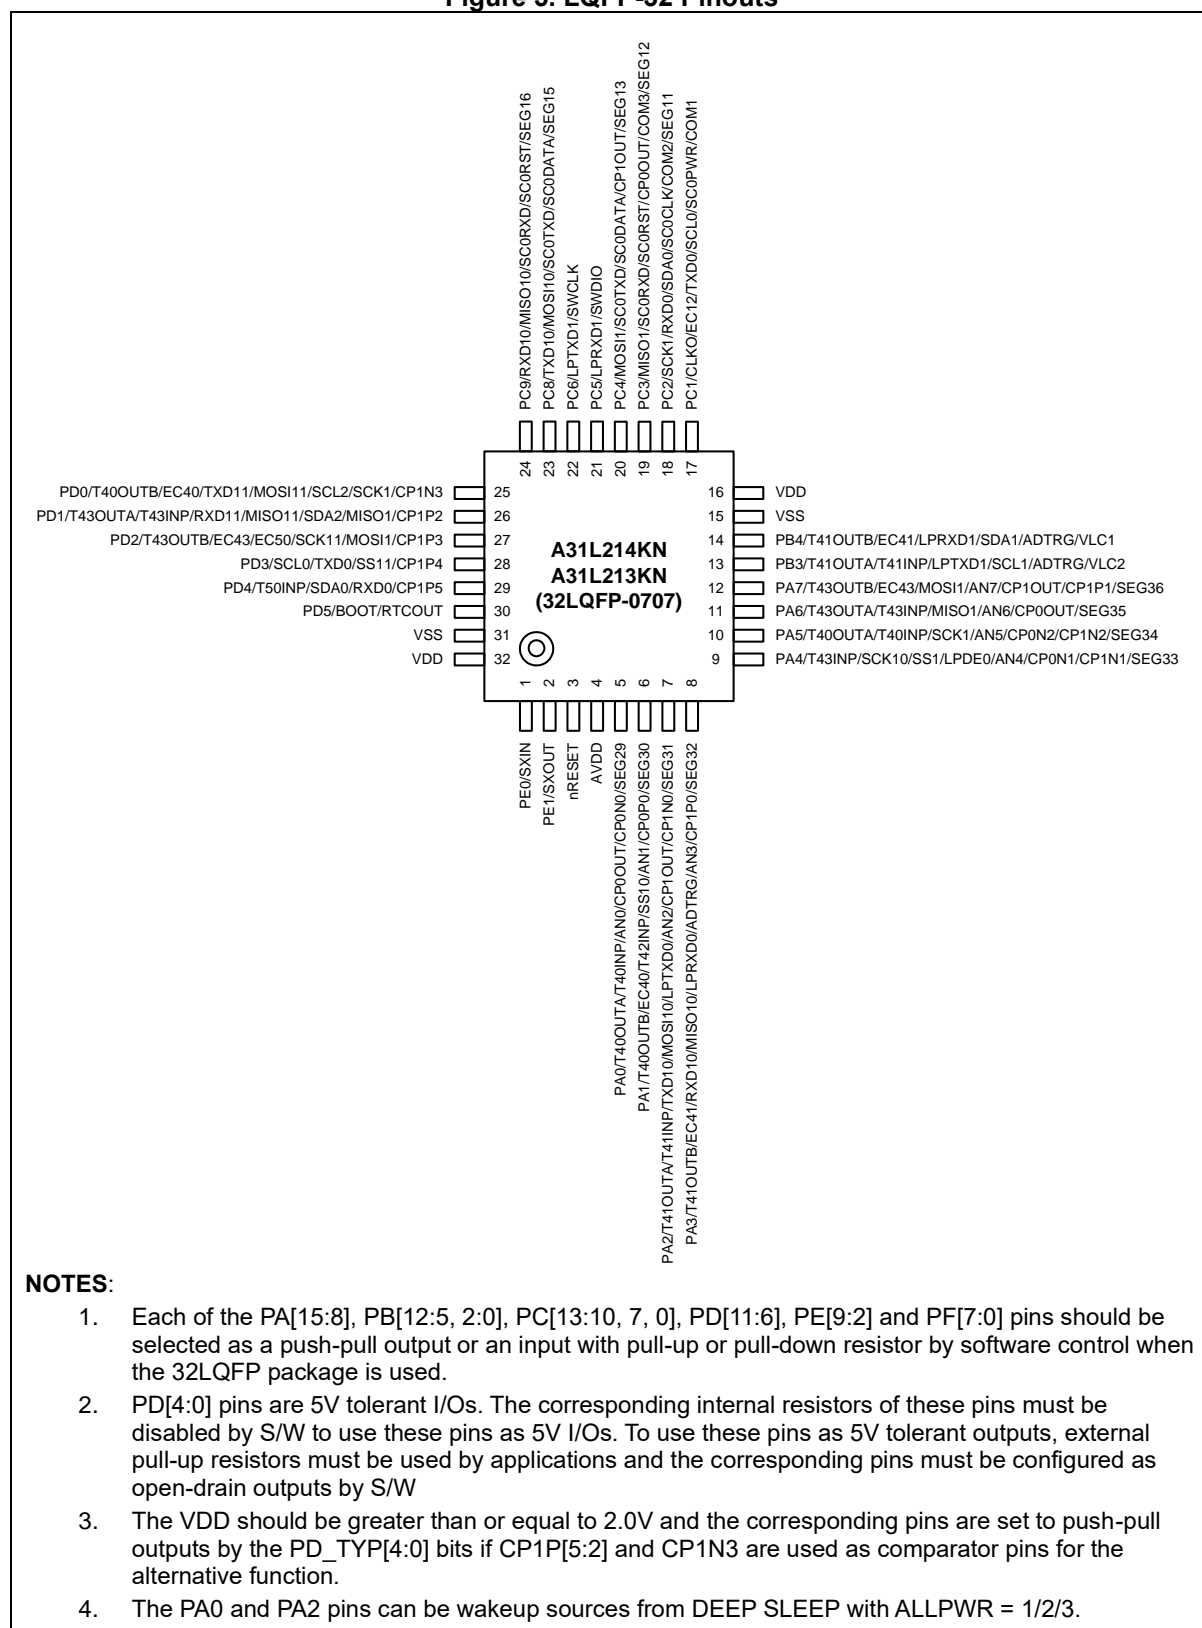 Figure 3. LQFP-32 Pinouts
PC9/RXD10/MISO10/SC0RXD/SC0RST/SEG16
PC8/TXD10/MOSI10/SC0TXD/SC0DATA/SEG15
PC6/LPTXD1/SWCLK
PC5/LPRXD1/SWDIO
PC4/MOSI1/SC0TXD/SC0DATA/CP1OUT/SEG13
PC3/MISO1/SC0RXD/SC0RST/CP0OUT/COM3/SEG12
PC2/SCK1/RXD0/SDA0/SC0CLK/COM2/SEG11
PC1/CLKO/EC12/TXD0/SCL0/SC0PWR/COM1
24 23 22 21 20 19 18 17
PD0/T40OUTB/EC40/TXD11/MOSI11/SCL2/SCK1/CP1N3 25
PD1/T43OUTA/T43INP/RXD11/MISO11/SDA2/MISO1/CP1P2 26
PD2/T43OUTB/EC43/EC50/SCK11/MOSI1/CP1P3 27
PD3/SCL0/TXD0/SS11/CP1P4 28
PD4/T50INP/SDA0/RXD0/CP1P5 29
PD5/BOOT/RTCOUT 30
VSS 31
VDD 32
A31L214KN
A31L213KN
(32LQFP-0707)
16 VDD
15 VSS
14 PB4/T41OUTB/EC41/LPRXD1/SDA1/ADTRG/VLC1
13 PB3/T41OUTA/T41INP/LPTXD1/SCL1/ADTRG/VLC2
12 PA7/T43OUTB/EC43/MOSI1/AN7/CP1OUT/CP1P1/SEG36
11 PA6/T43OUTA/T43INP/MISO1/AN6/CP0OUT/SEG35
10 PA5/T40OUTA/T40INP/SCK1/AN5/CP0N2/CP1N2/SEG34
9 PA4/T43INP/SCK10/SS1/LPDE0/AN4/CP0N1/CP1N1/SEG33
1 2 3 4 5 6 7 8
PE0/SXIN
PE1/SXOUT
nRESET
AVDD
PA0/T40OUTA/T40INP/AN0/CP0OUT/CP0N0/SEG29
PA1/T40OUTB/EC40/T42INP/SS10/AN1/CP0P0/SEG30
PA2/T41OUTA/T41INP/TXD10/MOSI10/LPTXD0/AN2/CP1OUT/CP1N0/SEG31
PA3/T41OUTB/EC41/RXD10/MISO10/LPRXD0/ADTRG/AN3/CP1P0/SEG32
NOTES:
1. Each of the PA[15:8], PB[12:5, 2:0], PC[13:10, 7, 0], PD[11:6], PE[9:2] and PF[7:0] pins should be
selected as a push-pull output or an input with pull-up or pull-down resistor by software control when
the 32LQFP package is used.
2. PD[4:0] pins are 5V tolerant I/Os. The corresponding internal resistors of these pins must be
disabled by S/W to use these pins as 5V I/Os. To use these pins as 5V tolerant outputs, external
pull-up resistors must be used by applications and the corresponding pins must be configured as
open-drain outputs by S/W
3. The VDD should be greater than or equal to 2.0V and the corresponding pins are set to push-pull
outputs by the PD_TYP[4:0] bits if CP1P[5:2] and CP1N3 are used as comparator pins for the
alternative function.
4. The PA0 and PA2 pins can be wakeup sources from DEEP SLEEP with ALLPWR = 1/2/3.